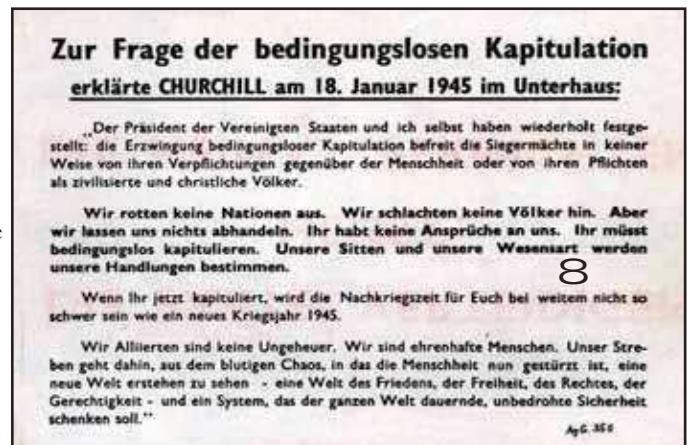 Zur Frage der bedingungslosen Kapitulation
erklärte CHURCHILL am 18. Januar 1945 im Unterhaus:
„Der Präsident der Vereinigten Staaten und ich selbst haben wiederholt festge-
stellt: die Erzwingung bedingungsloser Kapitulation befreit die Siegermächte in keiner
Weise von ihren Verpflichtungen gegenüber der Menschheit oder von ihren Pflichten
als zivilisierte und christliche Völker.
Wir rotten keine Nationen aus. Wir schlachten keine Völker hin. Aber
wir lassen uns nichts abhandeln. Ihr habt keine Ansprüche an uns. Ihr müsst
bedingungslos kapitulieren. Unsere Sitten und unsere Wesensart werden
unsere Handlungen bestimmen.
8
Wenn Ihr jetzt kapituliert, wird die Nachkriegszeit für Euch bei weitem nicht so
schwer sein wie ein neues Kriegsjahr 1945.
Wir Alliierten sind keine Ungeheuer. Wir sind ehrenhafte Menschen. Unser Stre-
ben geht dahin, aus dem blutigen Chaos, in das die Menschheit nun gestürzt ist, eine
neue Welt erstehen zu sehen - eine Welt des Friedens, der Freiheit, des Rechtes, der
Gerechtigkeit - und ein System, das der ganzen Welt dauernde, unbedrohte Sicherheit
schenken soll."